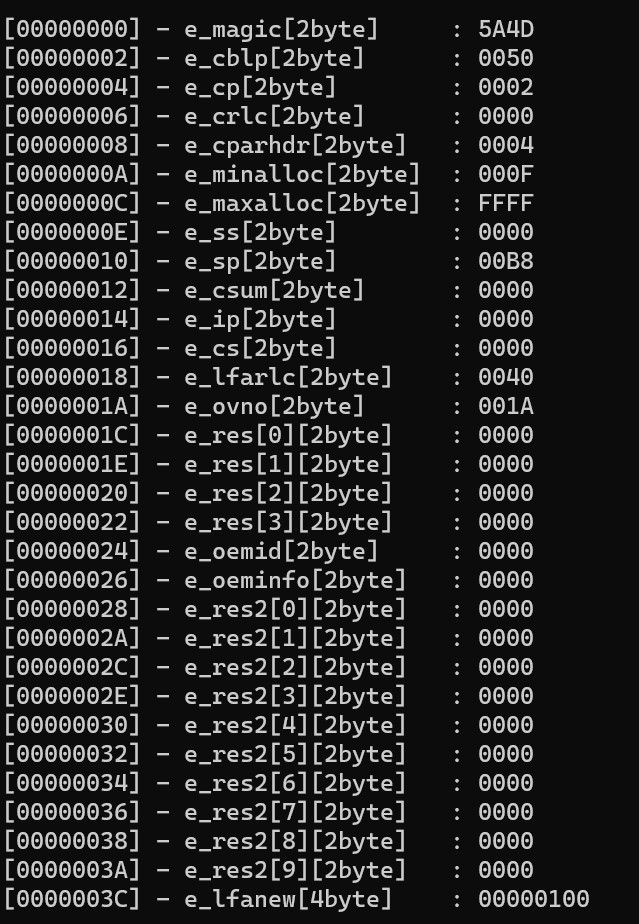 [00000000] - e_magic[2byte] : 5A4D
[00000002] - e_cblp[2byte] : 0050
[00000004] - e_cp[2byte] : 0002
[00000006] - e_crlc[2byte] : 0000
[00000008] - e_cparhdr[2byte] : 0004
[0000000A] - e_minalloc[2byte] : 000F
[0000000C] - e_maxalloc[2byte] : FFFF
[0000000E] - e_ss[2byte] : 0000
[00000010] - e_sp[2byte] : 00B8
[00000012] - e_csum[2byte] : 0000
[00000014] - e_ip[2byte] : 0000
[00000016] - e_cs[2byte] : 0000
[00000018] - e_lfarlc[2byte] : 0040
[0000001A] - e_ovno[2byte] : 001A
[0000001C] - e_res[0][2byte] : 0000
[0000001E] - e_res[1][2byte] : 0000
[00000020] - e_res[2][2byte] : 0000
[00000022] - e_res[3][2byte] : 0000
[00000024] - e_oemid[2byte] : 0000
[00000026] - e_oeminfo[2byte] : 0000
[00000028] - e_res2[0][2byte] : 0000
[0000002A] - e_res2[1][2byte] : 0000
[0000002C] - e_res2[2][2byte] : 0000
[0000002E] - e_res2[3][2byte] : 0000
[00000030] - e_res2[4][2byte] : 0000
[00000032] - e_res2[5][2byte] : 0000
[00000034] - e_res2[6][2byte] : 0000
[00000036] - e_res2[7][2byte] : 0000
[00000038] - e_res2[8][2byte] : 0000
[0000003A] - e_res2[9][2byte] : 0000
[0000003C] - e_lfanew[4byte] : 00000100